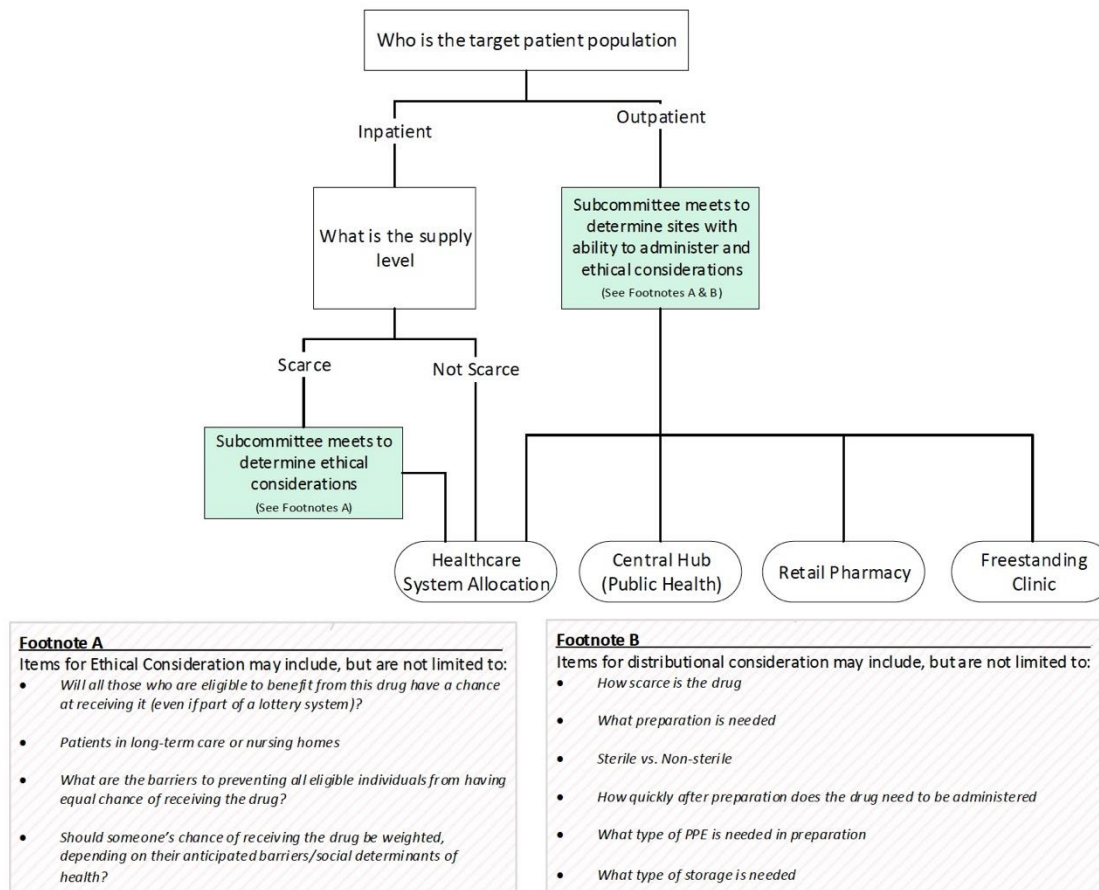 Who is the target patient population
Inpatient
Outpatient
What is the supply
level
Subcommittee meets to
determine sites with
ability to administer and
ethical considerations
(See Footnotes A & B)
Scarce
Not Scarce
Subcommittee meets to
determine ethical
considerations
(See Footnotes A)
Healthcare
System Allocation
Central Hub
(Public Health)
Retail Pharmacy
Freestanding
Clinic
Footnote A
Items for Ethical Consideration may include, but are not limited to:
• Will all those who are eligible to benefit from this drug have a chance
at receiving it (even if part of a lottery system)?
• Patients in long-term care or nursing homes
• What are the barriers to preventing all eligible individuals from having
equal chance of receiving the drug?
• Should someone's chance of receiving the drug be weighted,
depending on their anticipated barriers/social determinants of
health?
Footnote B
Items for distributional consideration may include, but are not limited to:
• How scarce is the drug
• What preparation is needed
• Sterile vs. Non-sterile
• How quickly after preparation does the drug need to be administered
• What type of PPE is needed in preparation
• What type of storage is needed